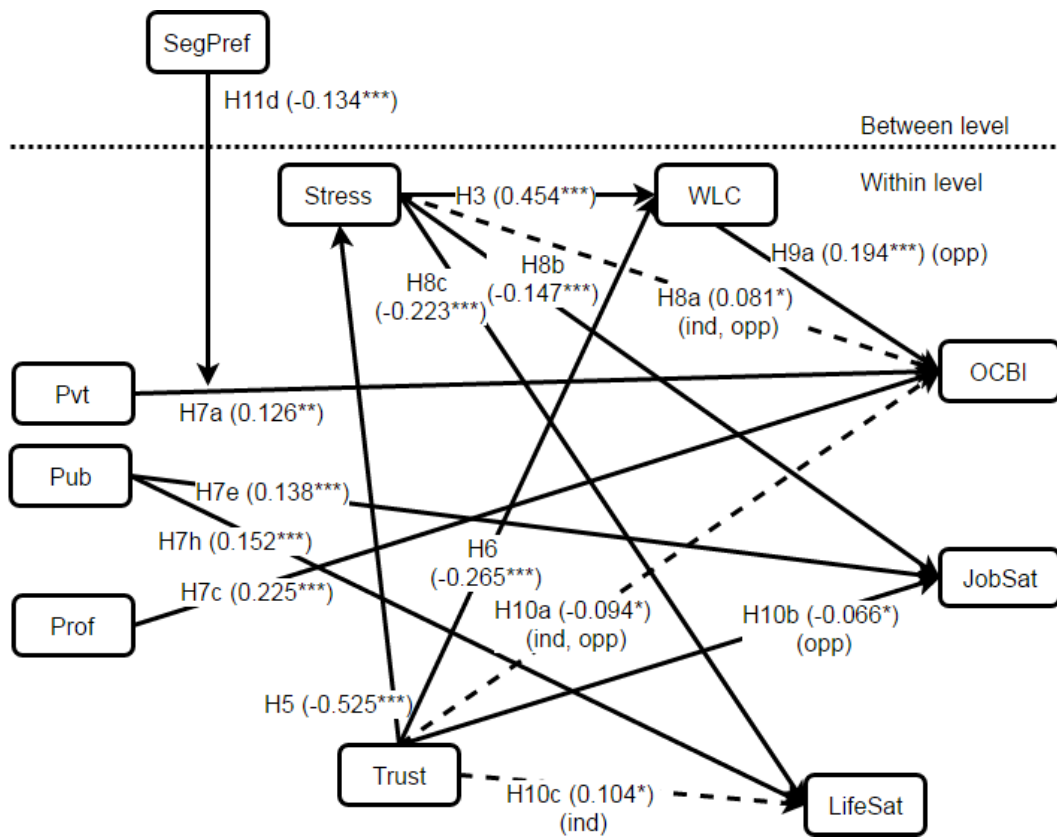 SegPref
H11d (-0.134***)
Between level
Within level
Stress
H3 (0.454***)
WLC
H9a (0.194***) (opp)
H8c
(-0.223***)
H8b
(-0.147***)
H8a (0.081*)
(ind, opp)
OCBI
Pvt
H7a (0.126**)
Pub
H7e (0.138***)
H7h (0.152***)
H6
(-0.265***)
JobSat
H7c (0.225***)
Prof
H10a (-0.094*)
(ind, opp)
H10b (-0.066*)
(opp)
H5 (-0.525***)
Trust
H10c (0.104*)
(ind)
LifeSat